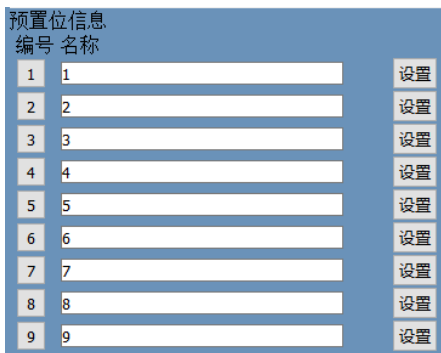 预置位信息
编号 名称
1 1 设置
2 2 设置
3 3 设置
4 4 设置
5 5 设置
6 6 设置
7 7 设置
8 8 设置
9 9 设置